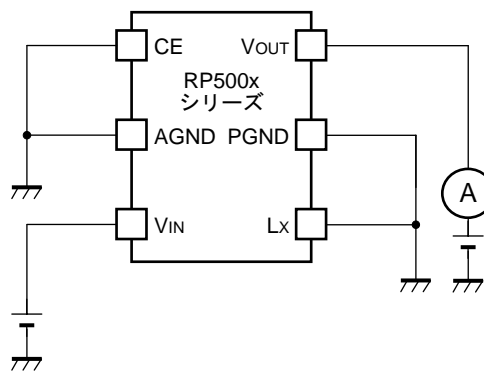 CE
VOUT
RP500x
シリーズ
AGND
PGND
A
VIN
LX